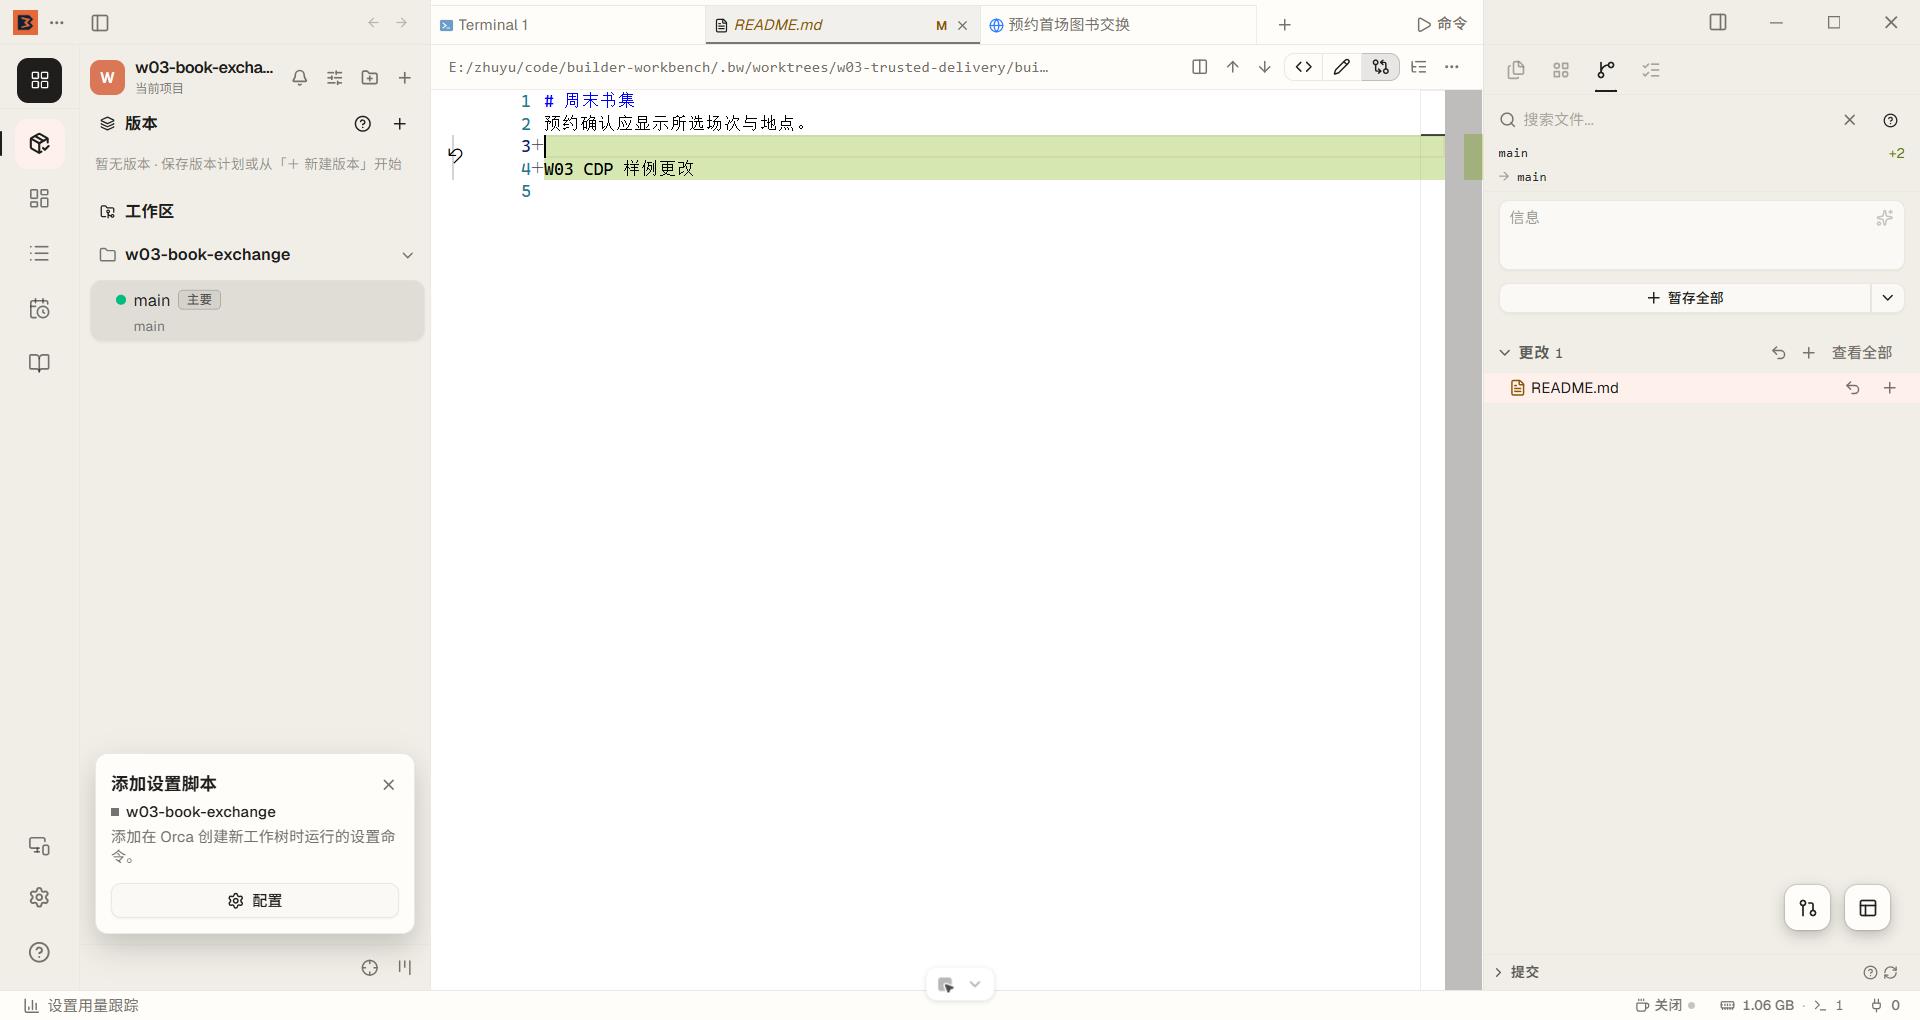 Terminal 1
README.md
M
预约首场图书交换
命令
W
w03-book-excha...
当前项目
E:/zhuyu/code/builder-workbench/.bw/worktrees/w03-trusted-delivery/bui…
版本
暂无版本 · 保存版本计划或从「＋ 新建版本」开始
工作区
w03-book-exchange
main 主要
main
1 # 周末书集
2 预约确认应显示所选场次与地点。
3+
4+W03 CDP 样例更改
5
搜索文件...
main +2
→ main
信息
暂存全部
更改 1
查看全部
README.md
添加设置脚本
w03-book-exchange
添加在 Orca 创建新工作树时运行的设置命
令。
配置
提交
设置用量跟踪
关闭
1.06 GB · 1
0